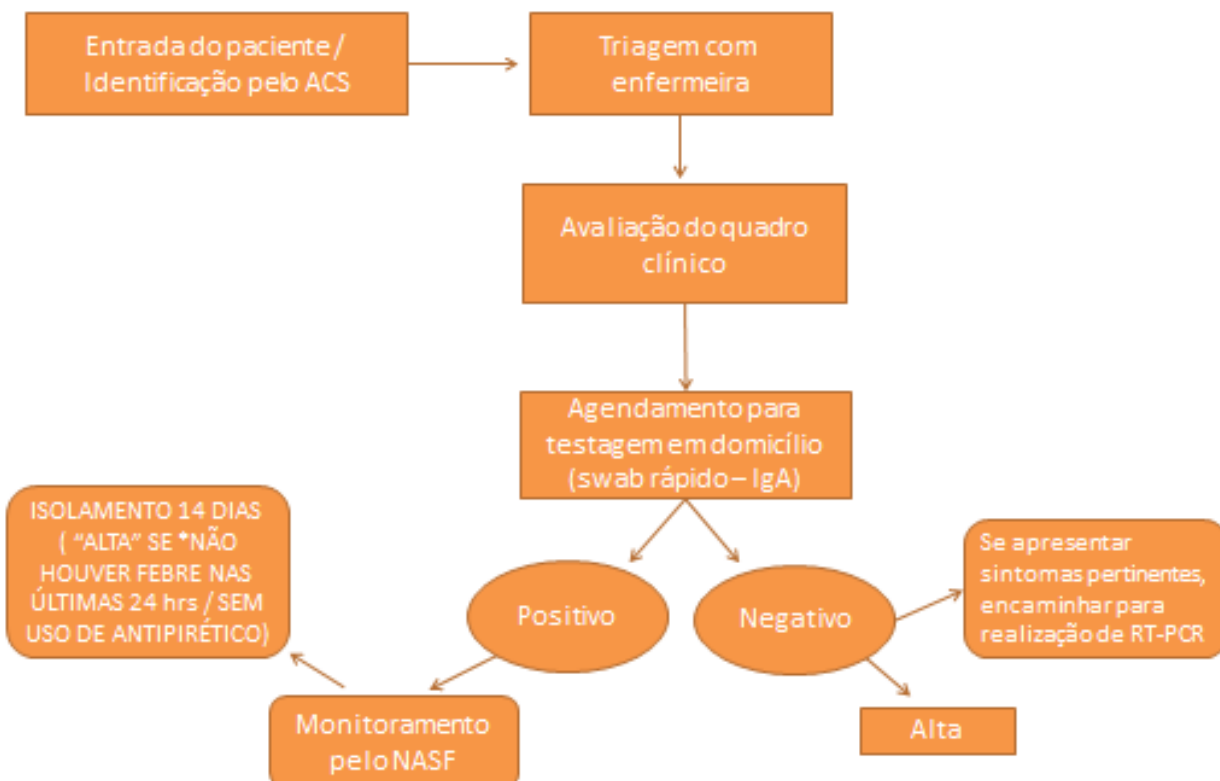 Entrada do paciente /
Identificação pelo ACS
Triagem com
enfermeira
Avaliação do quadro
clínico
Agendamento para
testagem em domicílio
(swab rápido – IgA)
Positivo
Negativo
Se apresentar
sintomas pertinentes,
encaminhar para
realização de RT-PCR
Alta
Monitoramento
pelo NASF
ISOLAMENTO 14 DIAS
( “ALTA” SE *NÃO
HOUVER FEBRE NAS
ÚLTIMAS 24 hrs / SEM
USO DE ANTIPIRÉTICO)